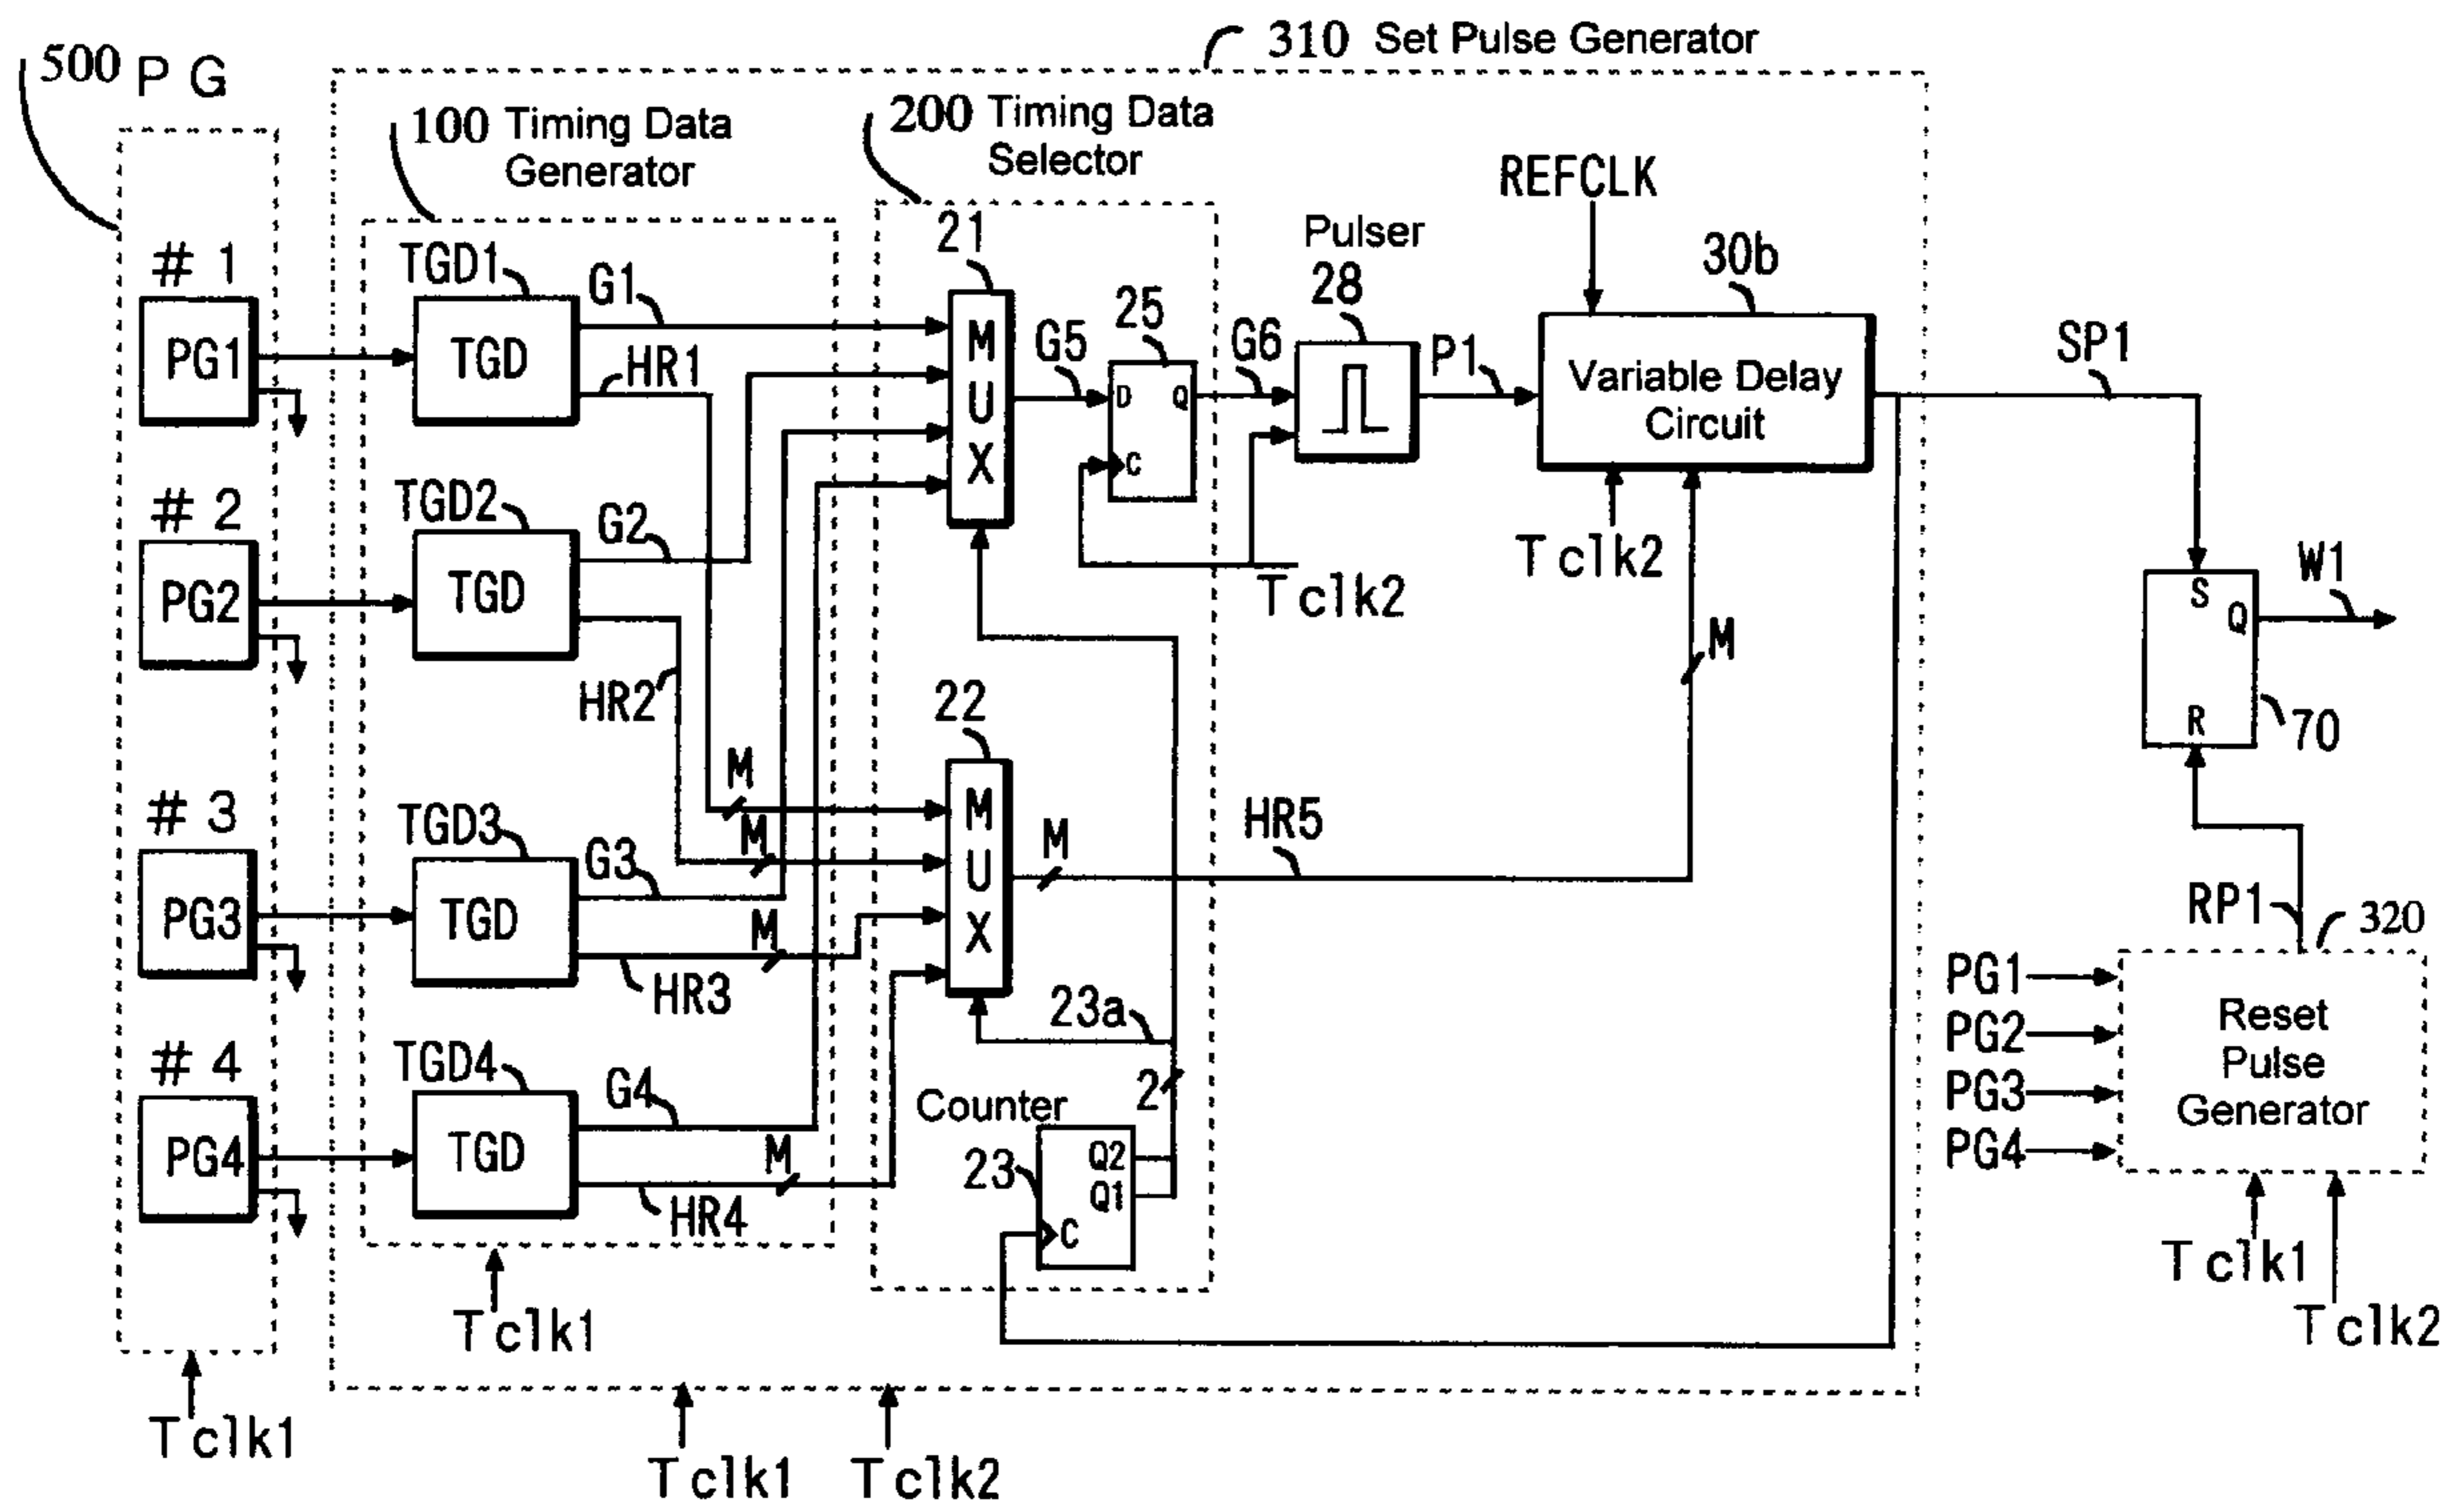 310 Set Pulse Generator
500 P G
100 Timing Data
Generator
200 Timing Data
Selector
REFCLK
# 1
PG1
TGD1
TGD
G1
HR1
21
MUX
G5
25
D Q
C
G6
Pulser
28
P1
30b
Variable Delay
Circuit
SP1
Tclk2
Tclk2
# 2
PG2
TGD2
TGD
G2
HR2
M
W1
S
Q
R
70
22
MUX
M
M
M
HR5
# 3
PG3
TGD3
TGD
G3
M
HR3
23a
2
RP1
320
PG1
PG2
PG3
PG4
Reset
Pulse
Generator
# 4
PG4
TGD4
TGD
G4
M
HR4
Counter
23
Q2
Q1
C
Tclk1
Tclk2
Tclk1
Tclk1
Tclk1
Tclk2